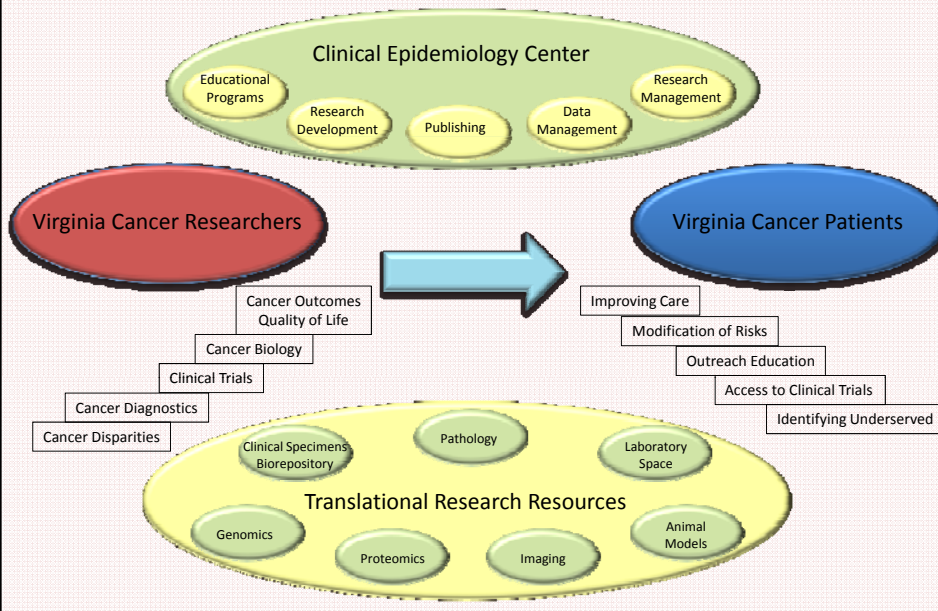 Clinical Epidemiology Center
Educational
Programs
Research
Development
Publishing
Data
Management
Research
Management
Virginia Cancer Researchers
Virginia Cancer Patients
Cancer Outcomes
Quality of Life
Cancer Biology
Clinical Trials
Cancer Diagnostics
Cancer Disparities
Improving Care
Modification of Risks
Outreach Education
Access to Clinical Trials
Identifying Underserved
Clinical Specimens
Biorepository
Pathology
Laboratory
Space
Translational Research Resources
Genomics
Proteomics
Imaging
Animal
Models